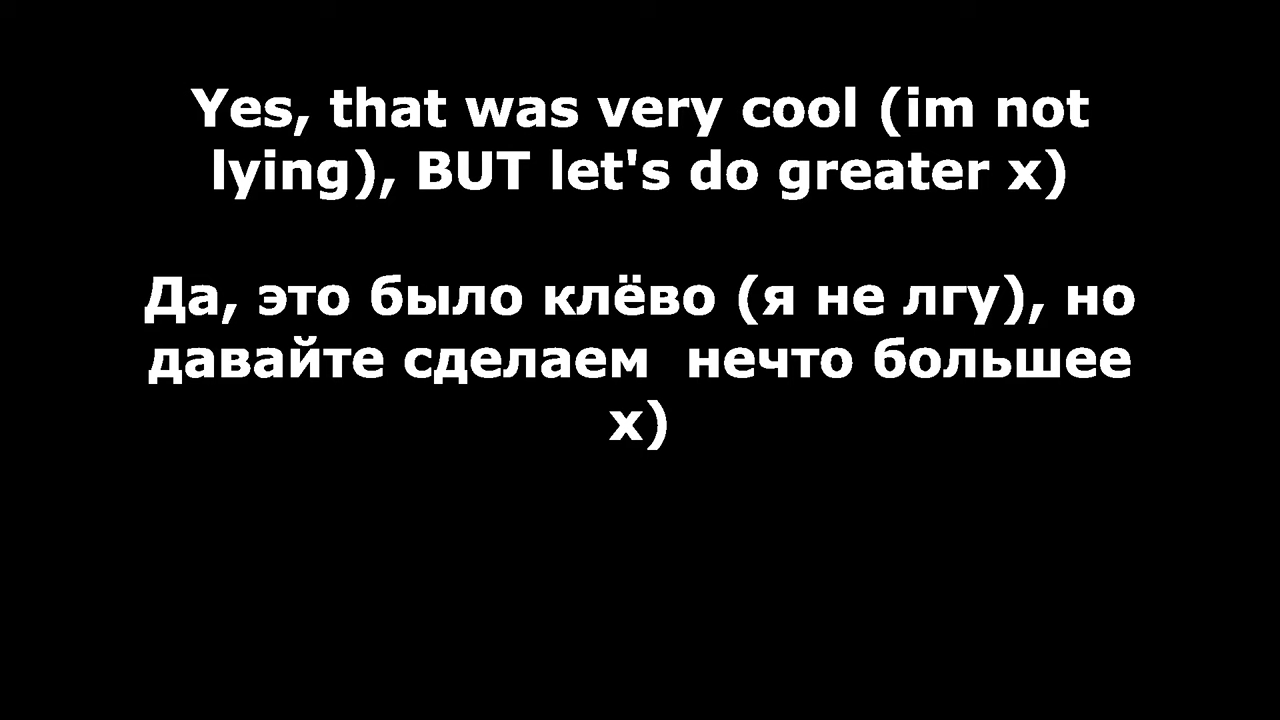 Yes, that was very cool (im not
lying), BUT let's do greater x)
Да, это было клёво (я не лгу), но
давайте сделаем  нечто большее
х)